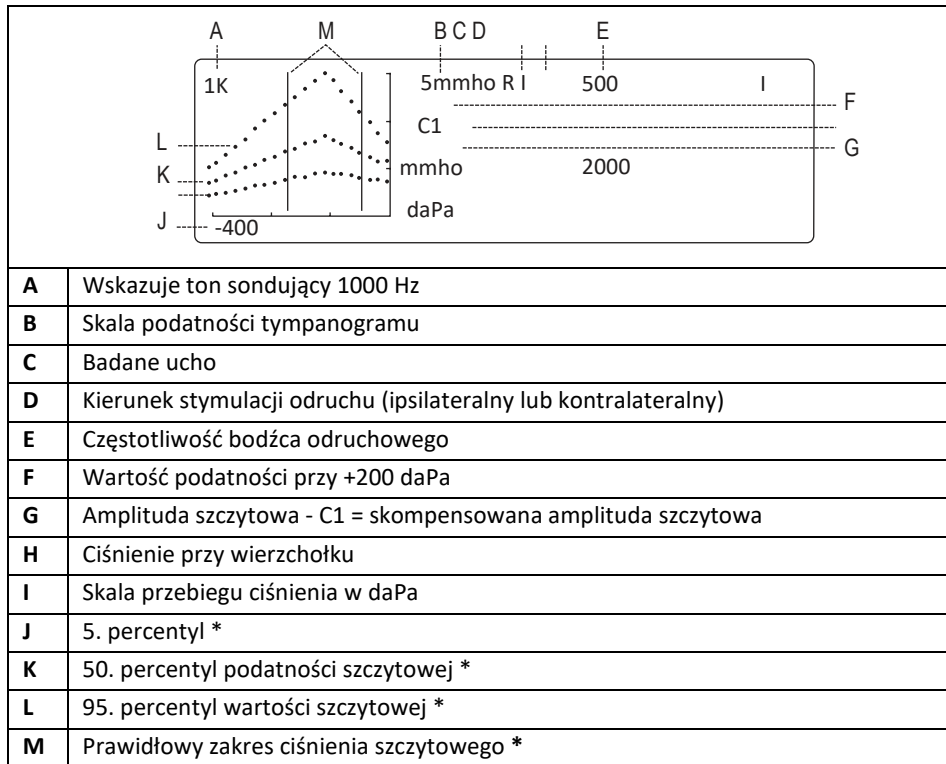 A M B C D E
1K 5mmho R I 500 I
F
L C1
G
K mmho 2000
daPa
J -400
A Wskazuje ton sondujący 1000 Hz
B Skala podatności tympanogramu
C Badane ucho
D Kierunek stymulacji odruchu (ipsilateralny lub kontralateralny)
E Częstotliwość bodźca odruchowego
F Wartość podatności przy +200 daPa
G Amplituda szczytowa - C1 = skompensowana amplituda szczytowa
H Ciśnienie przy wierzchołku
I Skala przebiegu ciśnienia w daPa
J 5. percentyl *
K 50. percentyl podatności szczytowej *
L 95. percentyl wartości szczytowej *
M Prawidłowy zakres ciśnienia szczytowego *